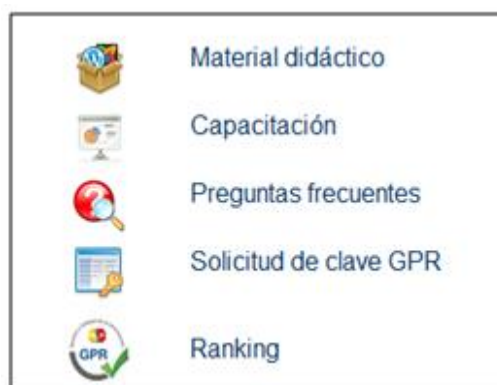 Material didáctico
Capacitación
Preguntas frecuentes
Solicitud de clave GPR
GPR
Ranking